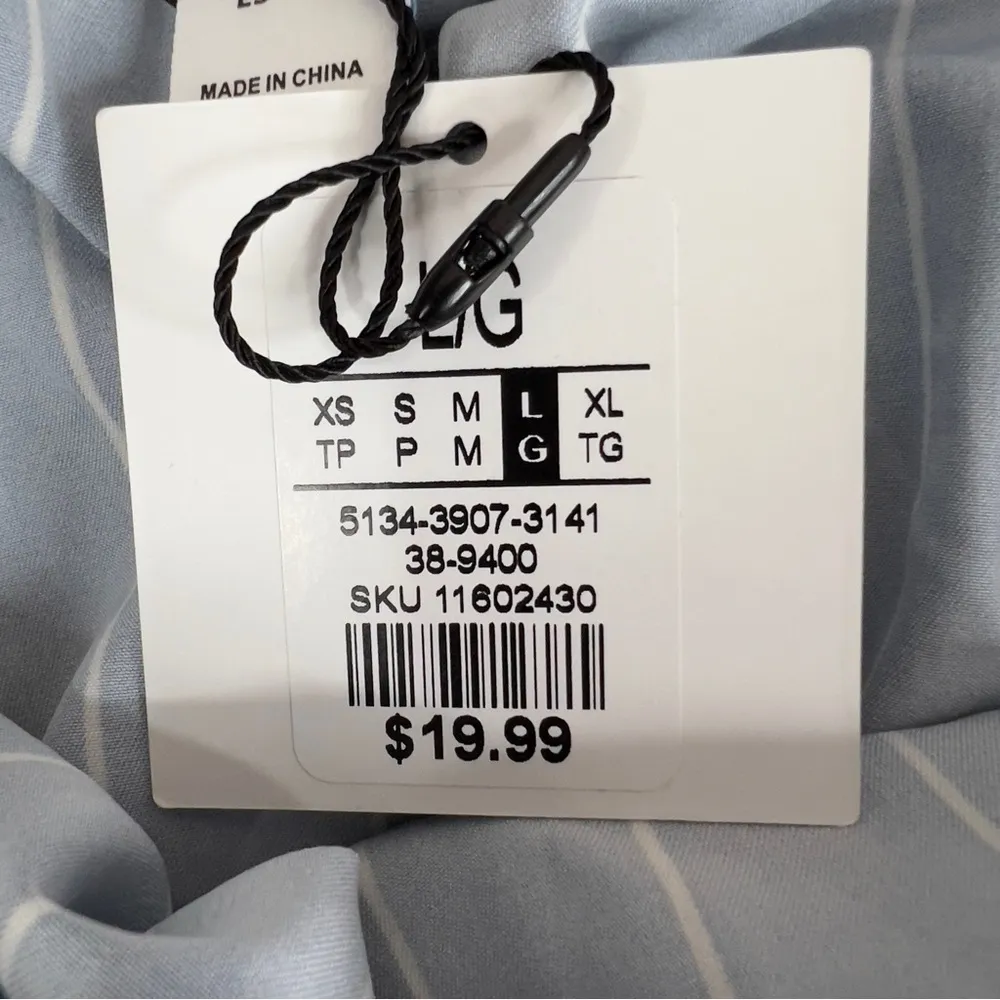 MADE IN CHINA
L/G
XS S M L XL
TP P M G TG
5134-3907-3141
38-9400
SKU 11602430
$19.99